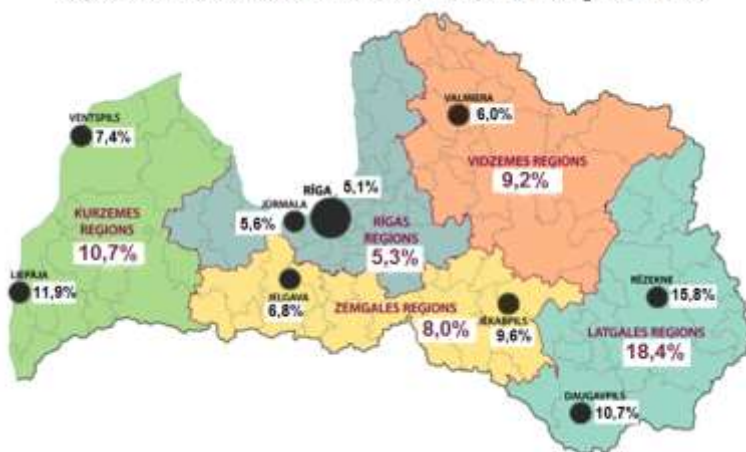 VENTSPILS
7,4%
VALMIERA
6,0%
VIDZEMES REGIONS
9,2%
RĪGA
5,1%
JŪRMALA
5,6%
KURZEMES
REGIONS
10,7%
RĪGAS
REGIONS
5,3%
LIEPĀJA
11,9%
JELGAVA
6,8%
ZEMGALES REGIONS
8,0%
JĒKABPILS
9,6%
RĒZEKNE
15,8%
LATGALES REGIONS
18,4%
DAUGAVPILS
10,7%